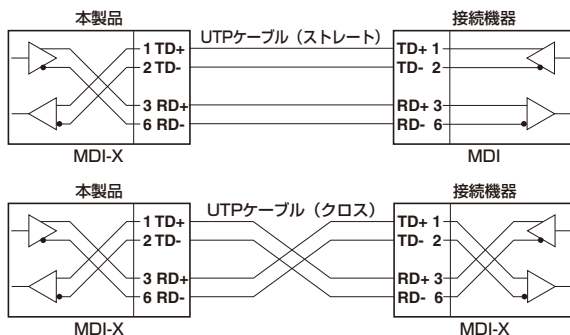 本製品
接続機器
UTPケーブル（ストレート）
1 TD+
2 TD-
3 RD+
6 RD-
TD+ 1
TD- 2
RD+ 3
RD- 6
MDI-X
MDI
本製品
接続機器
UTPケーブル（クロス）
1 TD+
2 TD-
3 RD+
6 RD-
TD+ 1
TD- 2
RD+ 3
RD- 6
MDI-X
MDI-X